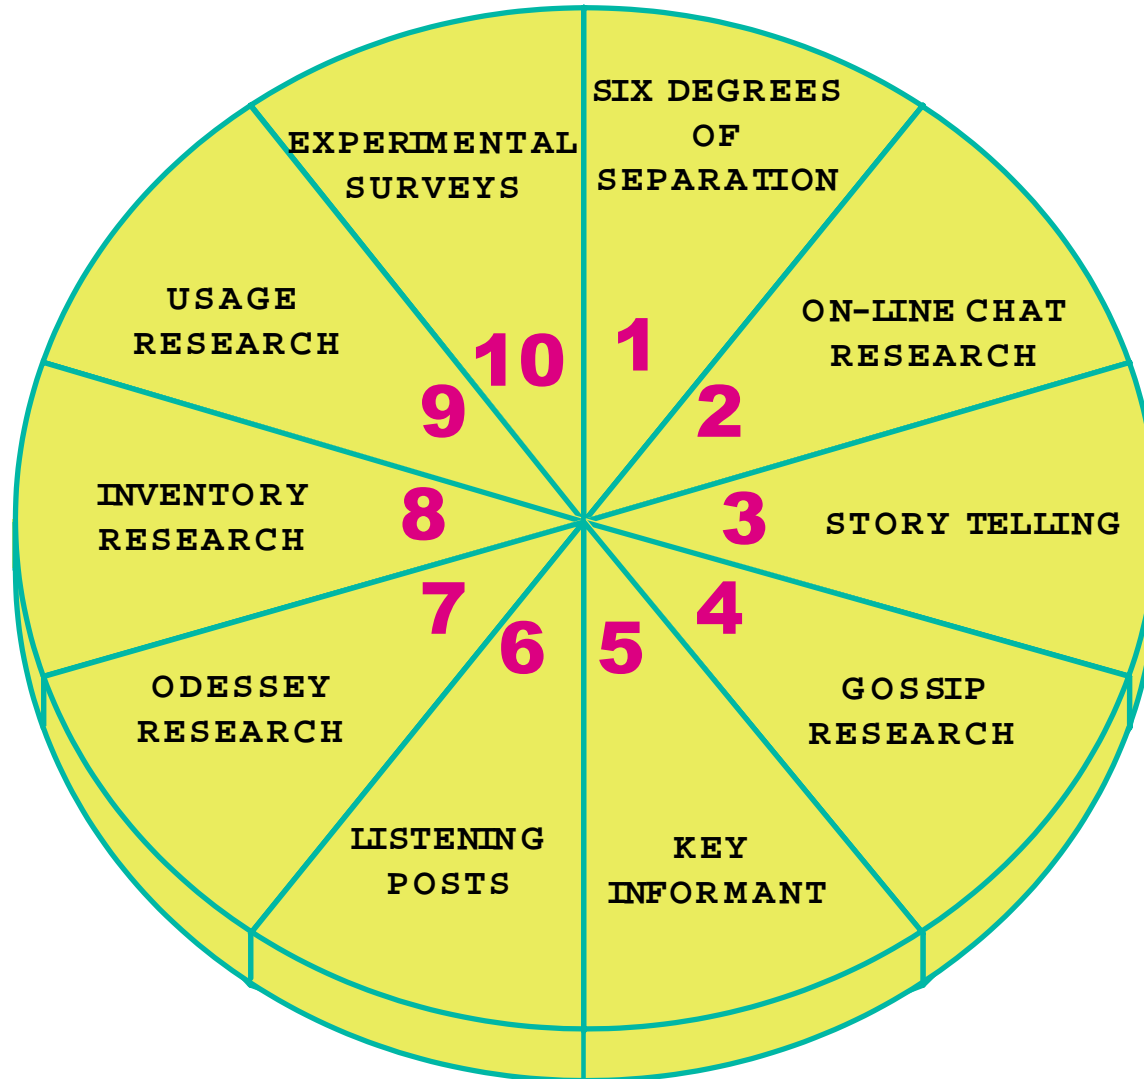 SIX DEGREES
OF
SEPARATION
1
ON-LINE CHAT
RESEARCH
2
STORY TELLING
3
GOSSIP
RESEARCH
4
KEY
INFORMANT
5
LISTENING
POSTS
6
ODESSEY
RESEARCH
7
INVENTORY
RESEARCH
8
USAGE
RESEARCH
9
EXPERIMENTAL
SURVEYS
10